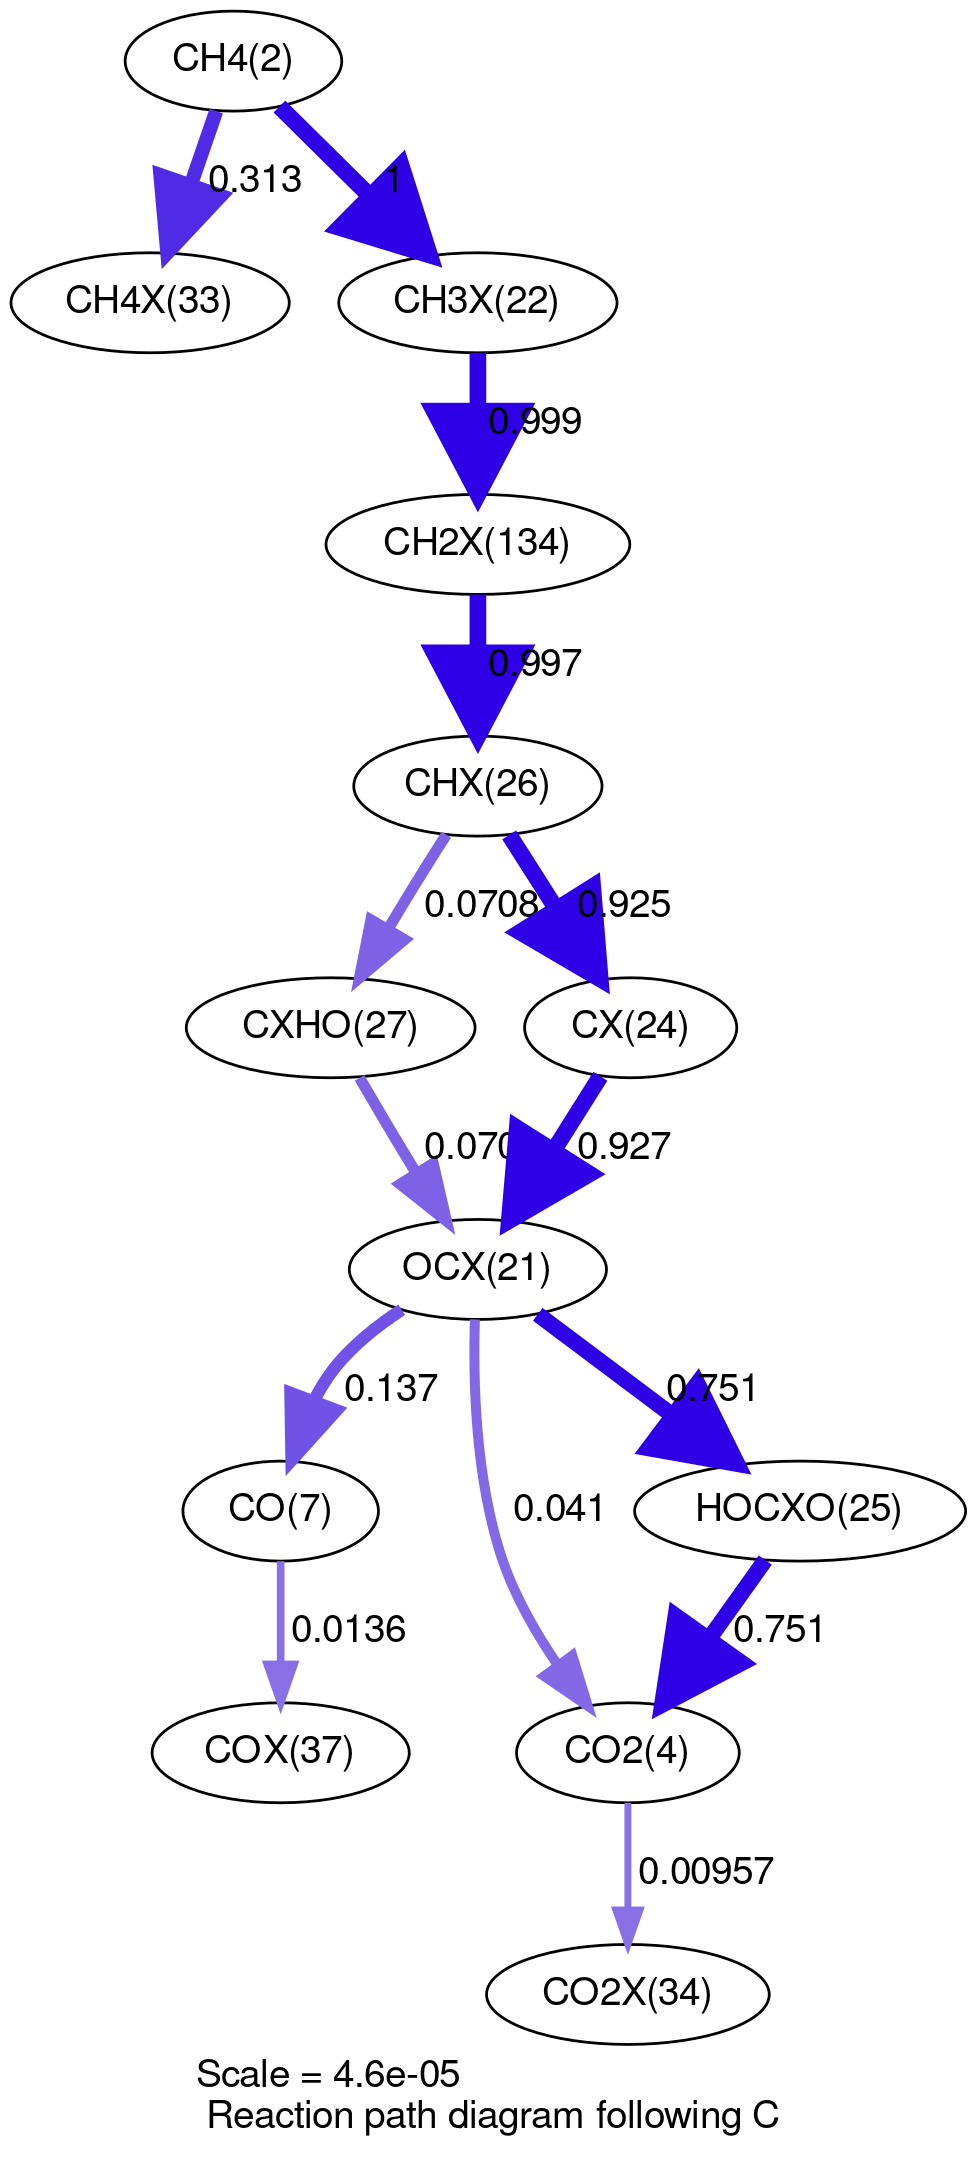 CH4(2)
0.313
1
CH4X(33)
CH3X(22)
0.999
CH2X(134)
0.997
CHX(26)
0.0708
0.925
CXHO(27)
CX(24)
0.927
OCX(21)
0.137
0.751
CO(7)
0.041
HOCXO(25)
0.0136
0.751
COX(37)
CO2(4)
0.00957
CO2X(34)
Scale = 4.6e-05
Reaction path diagram following C